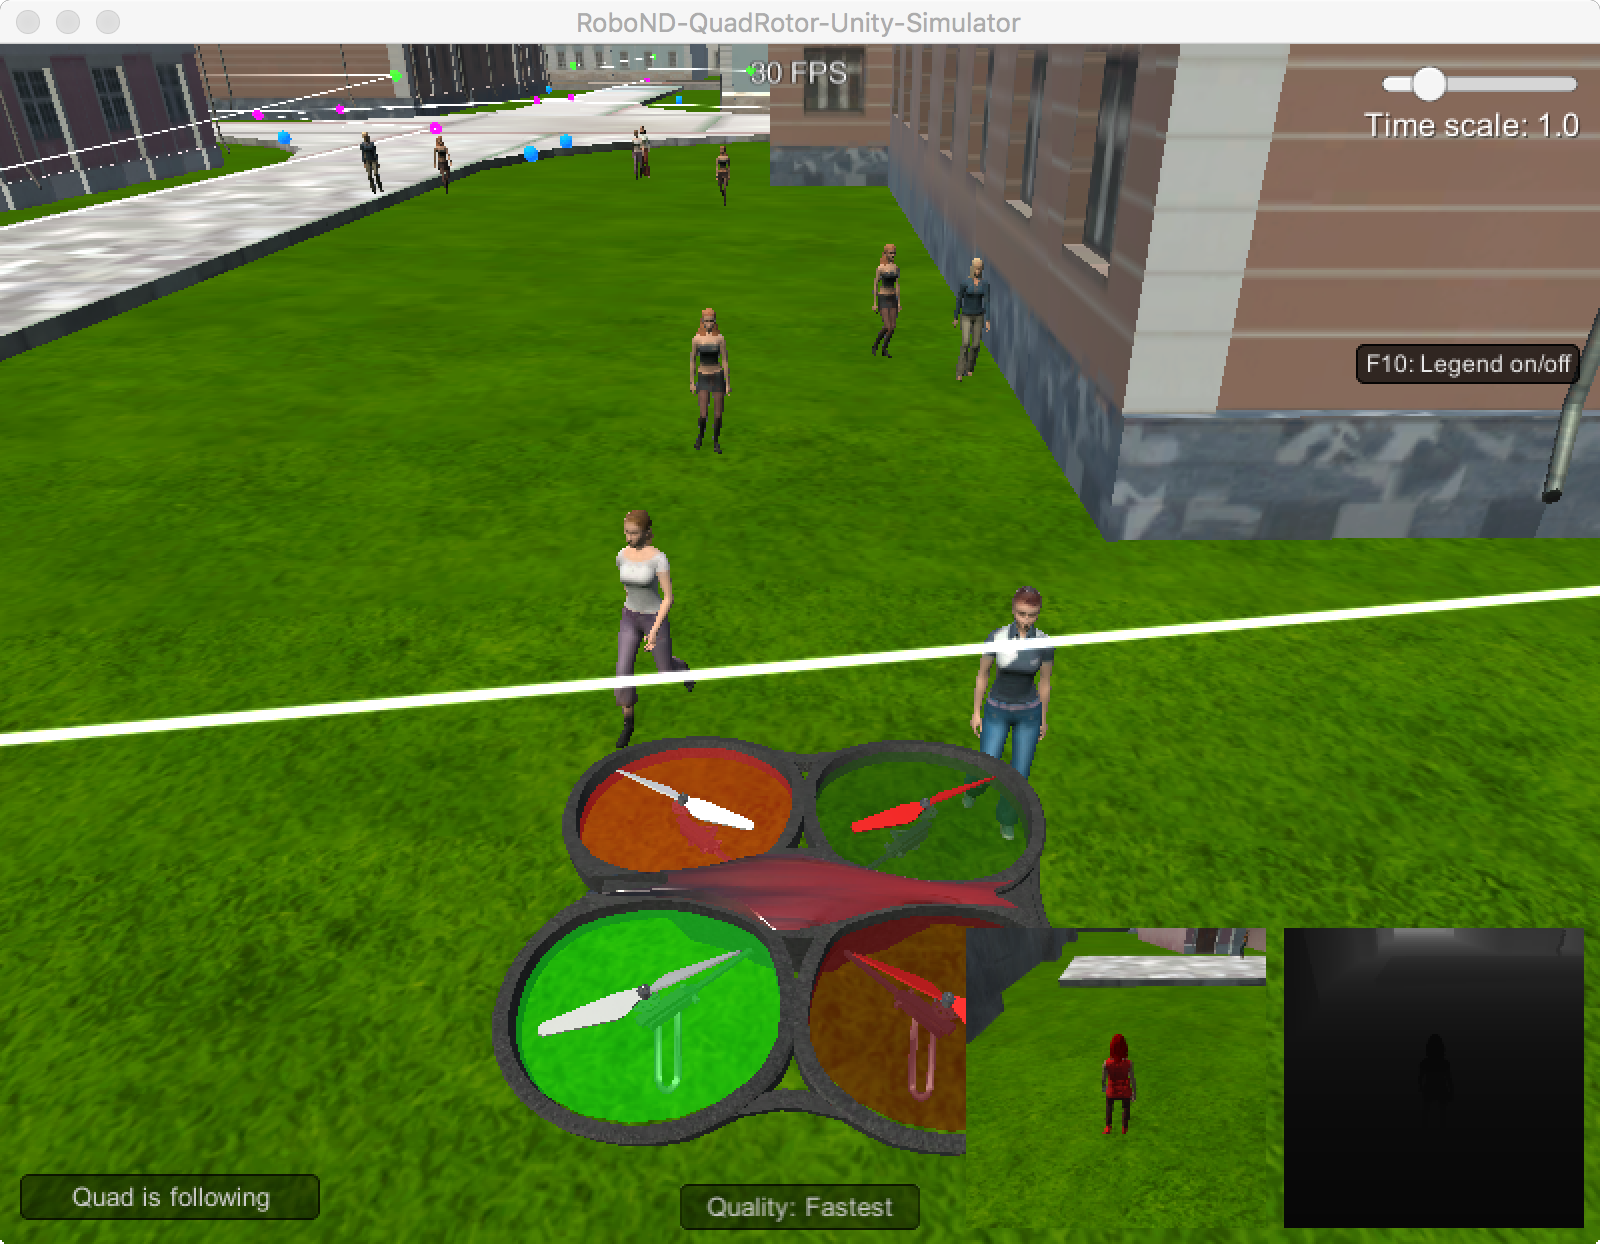 RoboND-QuadRotor-Unity-Simulator
30 FPS
Time scale: 1.0
F10: Legend on/off
Quad is following
Quality: Fastest